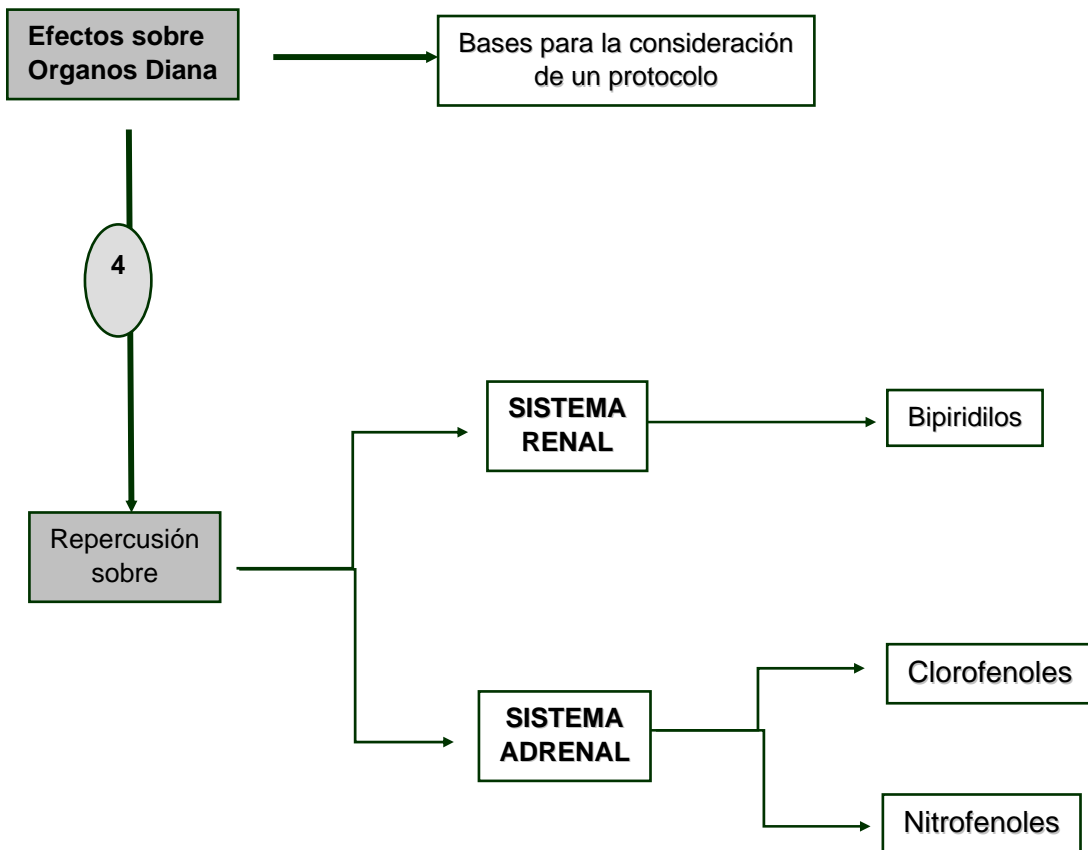 Efectos sobre
Organos Diana
Bases para la consideración
de un protocolo
4
SISTEMA
RENAL
Bipiridilos
Repercusión
sobre
Clorofenoles
SISTEMA
ADRENAL
Nitrofenoles